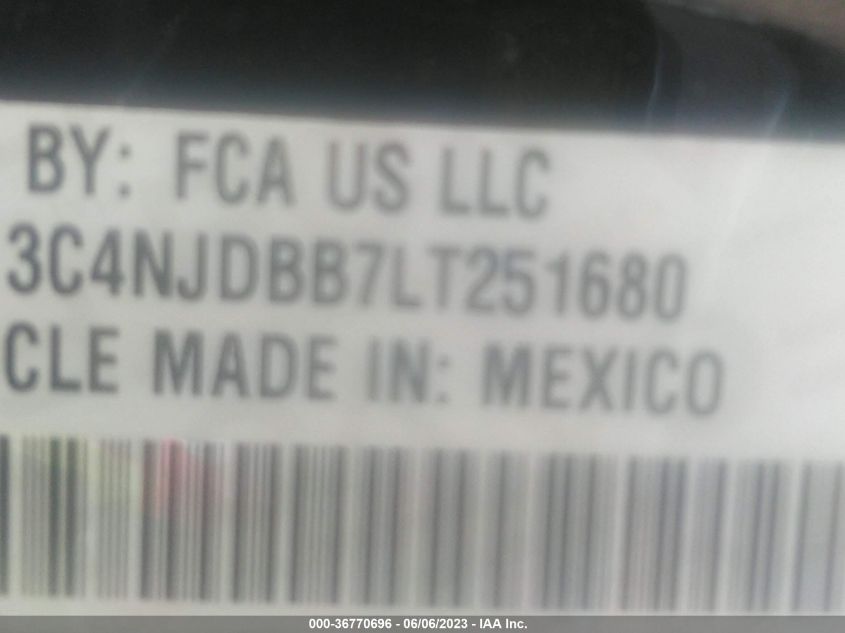 BY: FCA US LLC
3C4NJDBB7LT251680
CLE MADE IN: MEXICO
000-36770696 - 06/06/2023 - IAA Inc.